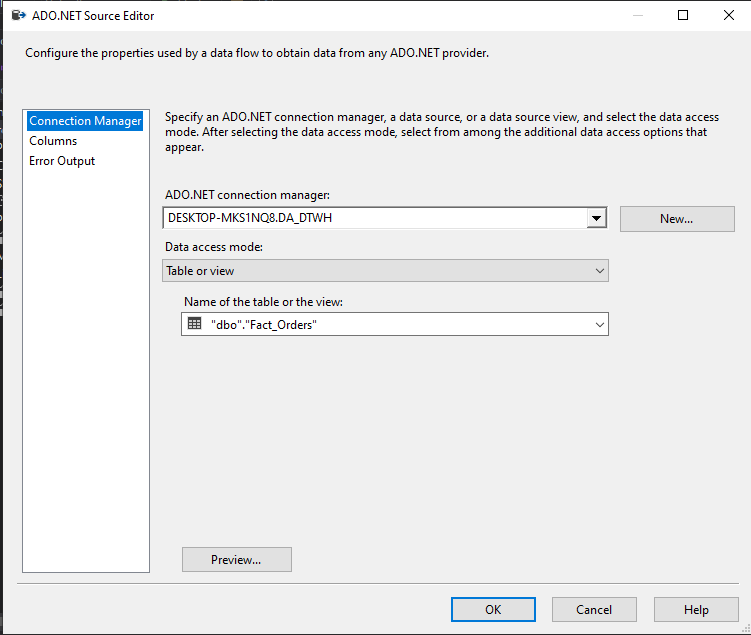 ADO.NET Source Editor
Configure the properties used by a data flow to obtain data from any ADO.NET provider.
Connection Manager
Columns
Error Output
Specify an ADO.NET connection manager, a data source, or a data source view, and select the data access
mode. After selecting the data access mode, select from among the additional data access options that
appear.
ADO.NET connection manager:
DESKTOP-MKS1NQ8.DA_DTWH
New...
Data access mode:
Table or view
Name of the table or the view:
"dbo"."Fact_Orders"
Preview...
OK
Cancel
Help